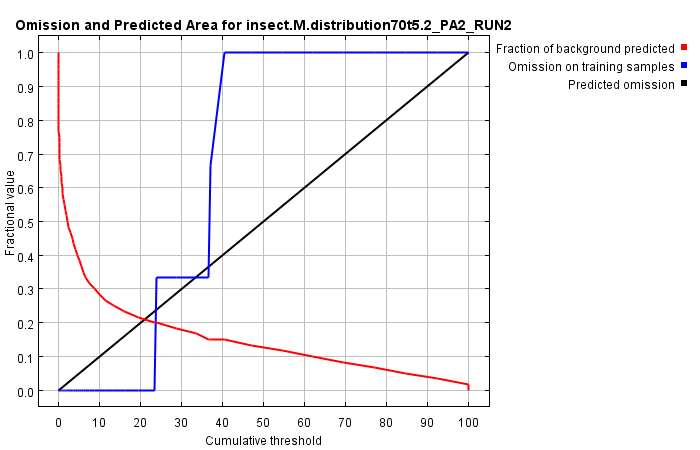 Omission and Predicted Area for insect.M.distribution70t5.2_PA2_RUN2
Fraction of background predicted
Omission on training samples
Predicted omission
Fractional value
1.0
0.9
0.8
0.7
0.6
0.5
0.4
0.3
0.2
0.1
0.0
0 10 20 30 40 50 60 70 80 90 100
Cumulative threshold